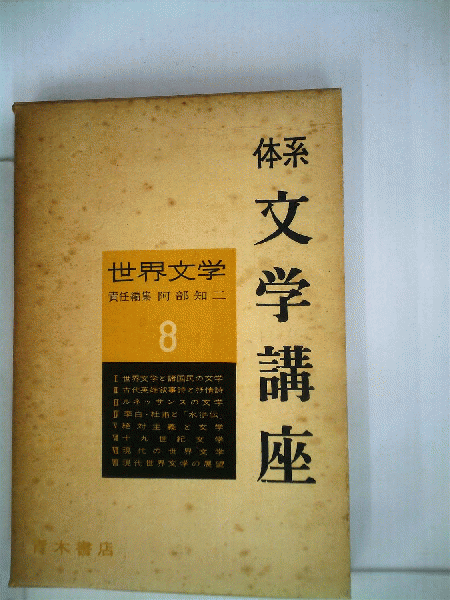 体系
文学講座
世界文学
責任編集 阿部知二
8
Ⅰ 世界文学と諸国民の文学
Ⅱ 古代英雄叙事詩と抒情詩
Ⅲ ルネッサンスの文学
Ⅳ 李白・杜甫と「水滸伝」
Ⅴ 絶対主義と文学
Ⅵ 十九世紀文学
Ⅶ 現代の世界文学
Ⅷ 現代世界文学の展望
青木書店